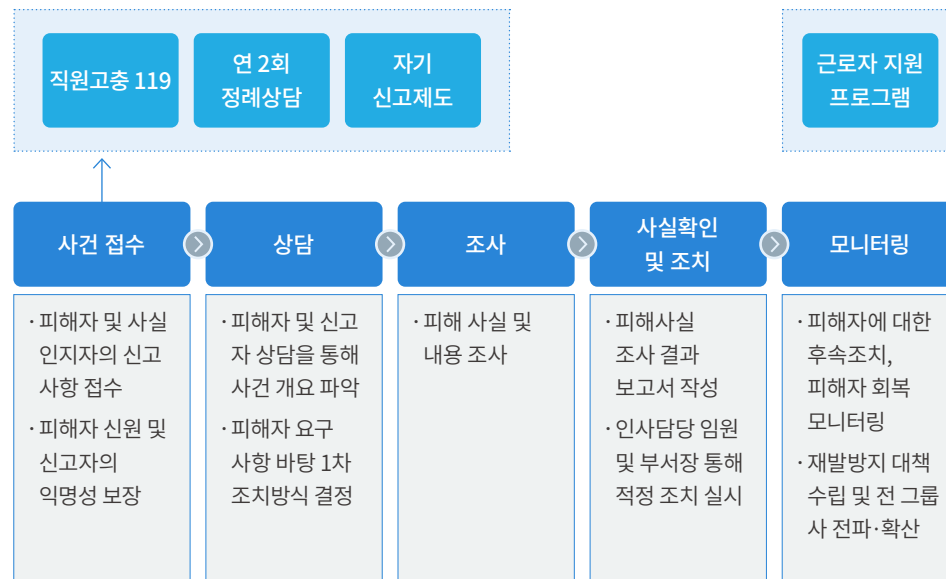 직원고충 119
연 2회
정례상담
자기
신고제도
근로자 지원
프로그램
사건 접수
상담
조사
사실확인
및 조치
모니터링
· 피해자 및 사실
인지자의 신고
사항 접수
· 피해자 신원 및
신고자의
익명성 보장
· 피해자 및 신고
자 상담을 통해
사건 개요 파악
· 피해자 요구
사항 바탕 1차
조치방식 결정
· 피해 사실 및
내용 조사
· 피해사실
조사 결과
보고서 작성
· 인사담당 임원
및 부서장 통해
적정 조치 실시
· 피해자에 대한
후속조치,
피해자 회복
모니터링
· 재발방지 대책
수립 및 전 그룹
사 전파·확산